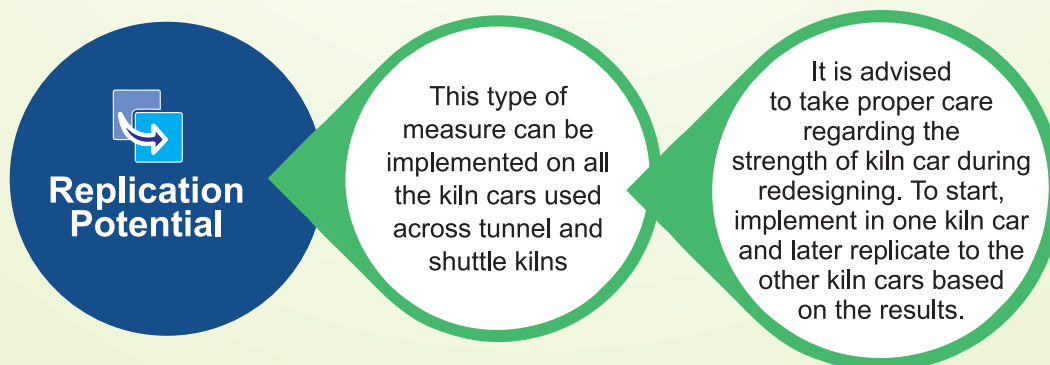 Replication
Potential
This type of
measure can be
implemented on all
the kiln cars used
across tunnel and
shuttle kilns
It is advised
to take proper care
regarding the
strength of kiln car during
redesigning. To start,
implement in one kiln car
and later replicate to the
other kiln cars based
on the results.